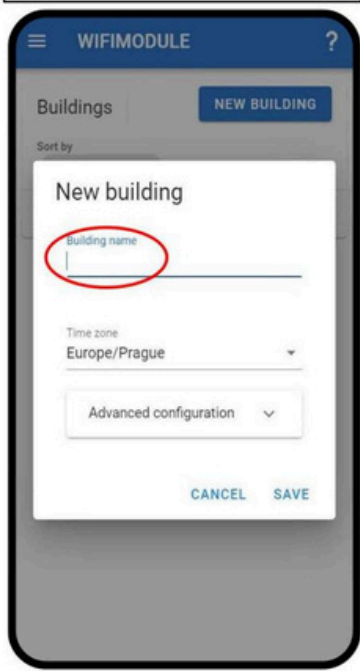 WIFIMODULE ?
Buildings NEW BUILDING
Sort by
New building
Building name
Time zone
Europe/Prague
Advanced configuration
CANCEL SAVE